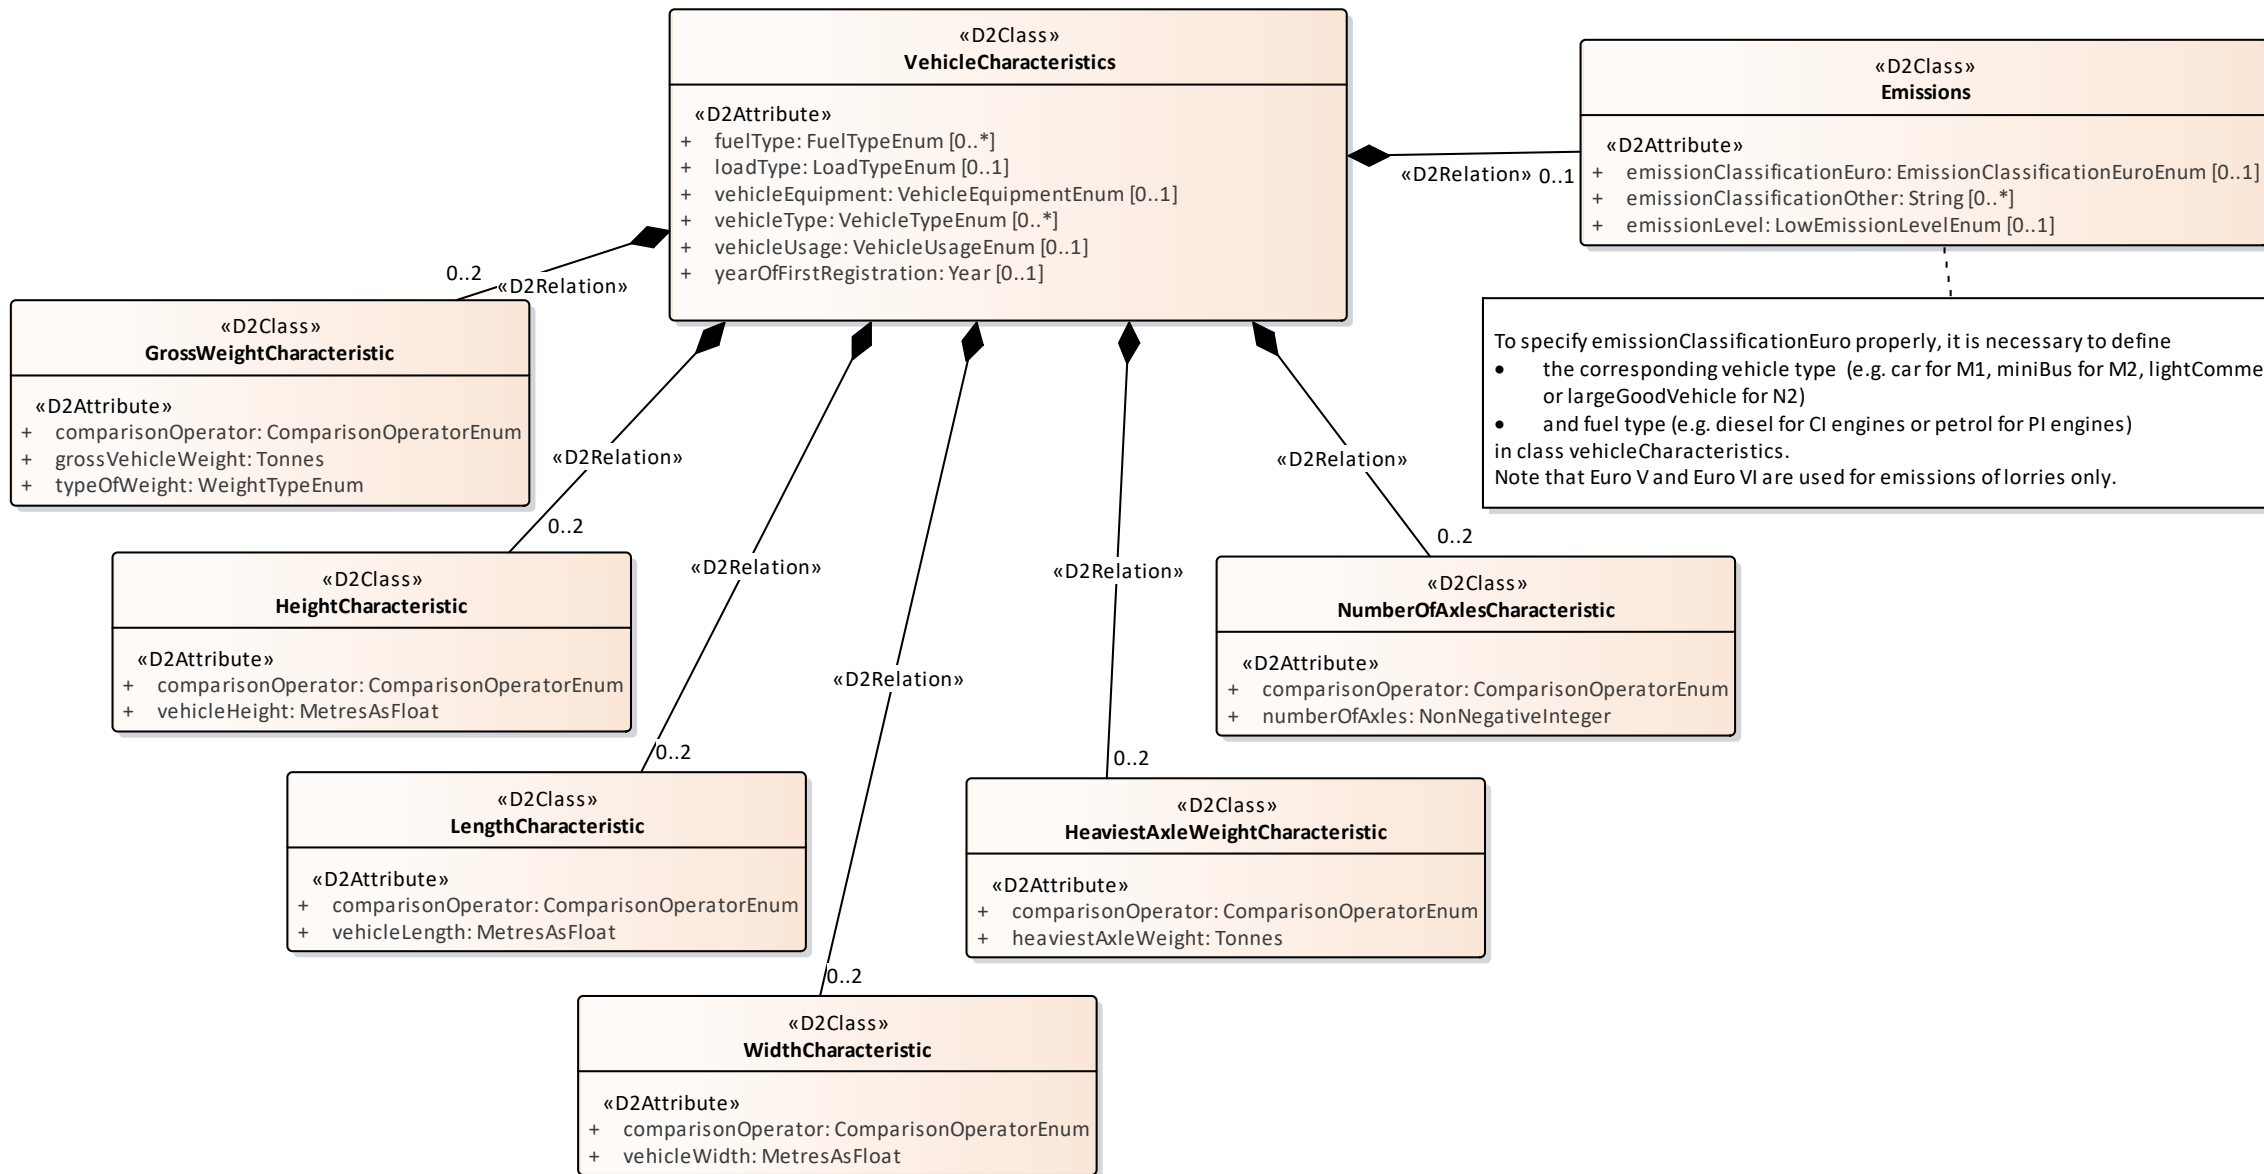 «D2Class»
VehicleCharacteristics
«D2Attribute»
+ fuelType: FuelTypeEnum [0..*]
+ loadType: LoadTypeEnum [0..1]
+ vehicleEquipment: VehicleEquipmentEnum [0..1]
+ vehicleType: VehicleTypeEnum [0..*]
+ vehicleUsage: VehicleUsageEnum [0..1]
+ yearOfFirstRegistration: Year [0..1]
«D2Class»
Emissions
«D2Attribute»
+ emissionClassificationEuro: EmissionClassificationEuroEnum [0..1]
+ emissionClassificationOther: String [0..*]
+ emissionLevel: LowEmissionLevelEnum [0..1]
«D2Relation» 0..1
0..2
«D2Relation»
«D2Class»
GrossWeightCharacteristic
«D2Attribute»
+ comparisonOperator: ComparisonOperatorEnum
+ grossVehicleWeight: Tonnes
+ typeOfWeight: WeightTypeEnum
To specify emissionClassificationEuro properly, it is necessary to define
• the corresponding vehicle type (e.g. car for M1, miniBus for M2, lightComme
or largeGoodVehicle for N2)
• and fuel type (e.g. diesel for CI engines or petrol for PI engines)
in class vehicleCharacteristics.
Note that Euro V and Euro VI are used for emissions of lorries only.
«D2Relation»
0..2
«D2Class»
HeightCharacteristic
«D2Attribute»
+ comparisonOperator: ComparisonOperatorEnum
+ vehicleHeight: MetresAsFloat
«D2Relation»
0..2
«D2Class»
NumberOfAxlesCharacteristic
«D2Attribute»
+ comparisonOperator: ComparisonOperatorEnum
+ numberOfAxles: NonNegativeInteger
«D2Relation»
0..2
«D2Class»
LengthCharacteristic
«D2Attribute»
+ comparisonOperator: ComparisonOperatorEnum
+ vehicleLength: MetresAsFloat
«D2Relation»
0..2
«D2Class»
HeaviestAxleWeightCharacteristic
«D2Attribute»
+ comparisonOperator: ComparisonOperatorEnum
+ heaviestAxleWeight: Tonnes
«D2Relation»
0..2
«D2Class»
WidthCharacteristic
«D2Attribute»
+ comparisonOperator: ComparisonOperatorEnum
+ vehicleWidth: MetresAsFloat